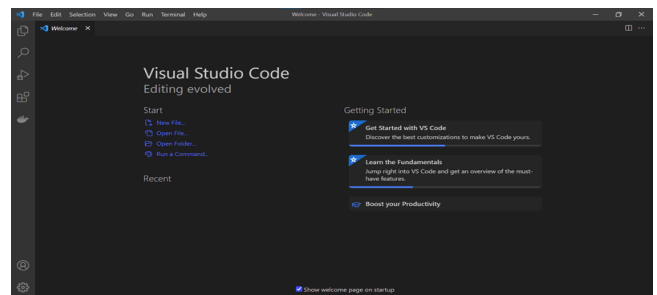 File Edit Selection View Go Run Terminal Help
Welcome - Visual Studio Code
Welcome
Visual Studio Code
Editing evolved
Start
New File...
Open File...
Open Folder...
Run a Command...
Recent
Getting Started
Get Started with VS Code
Discover the best customizations to make VS Code yours.
Learn the Fundamentals
Jump right into VS Code and get an overview of the must-
have features.
Boost your Productivity
Show welcome page on startup